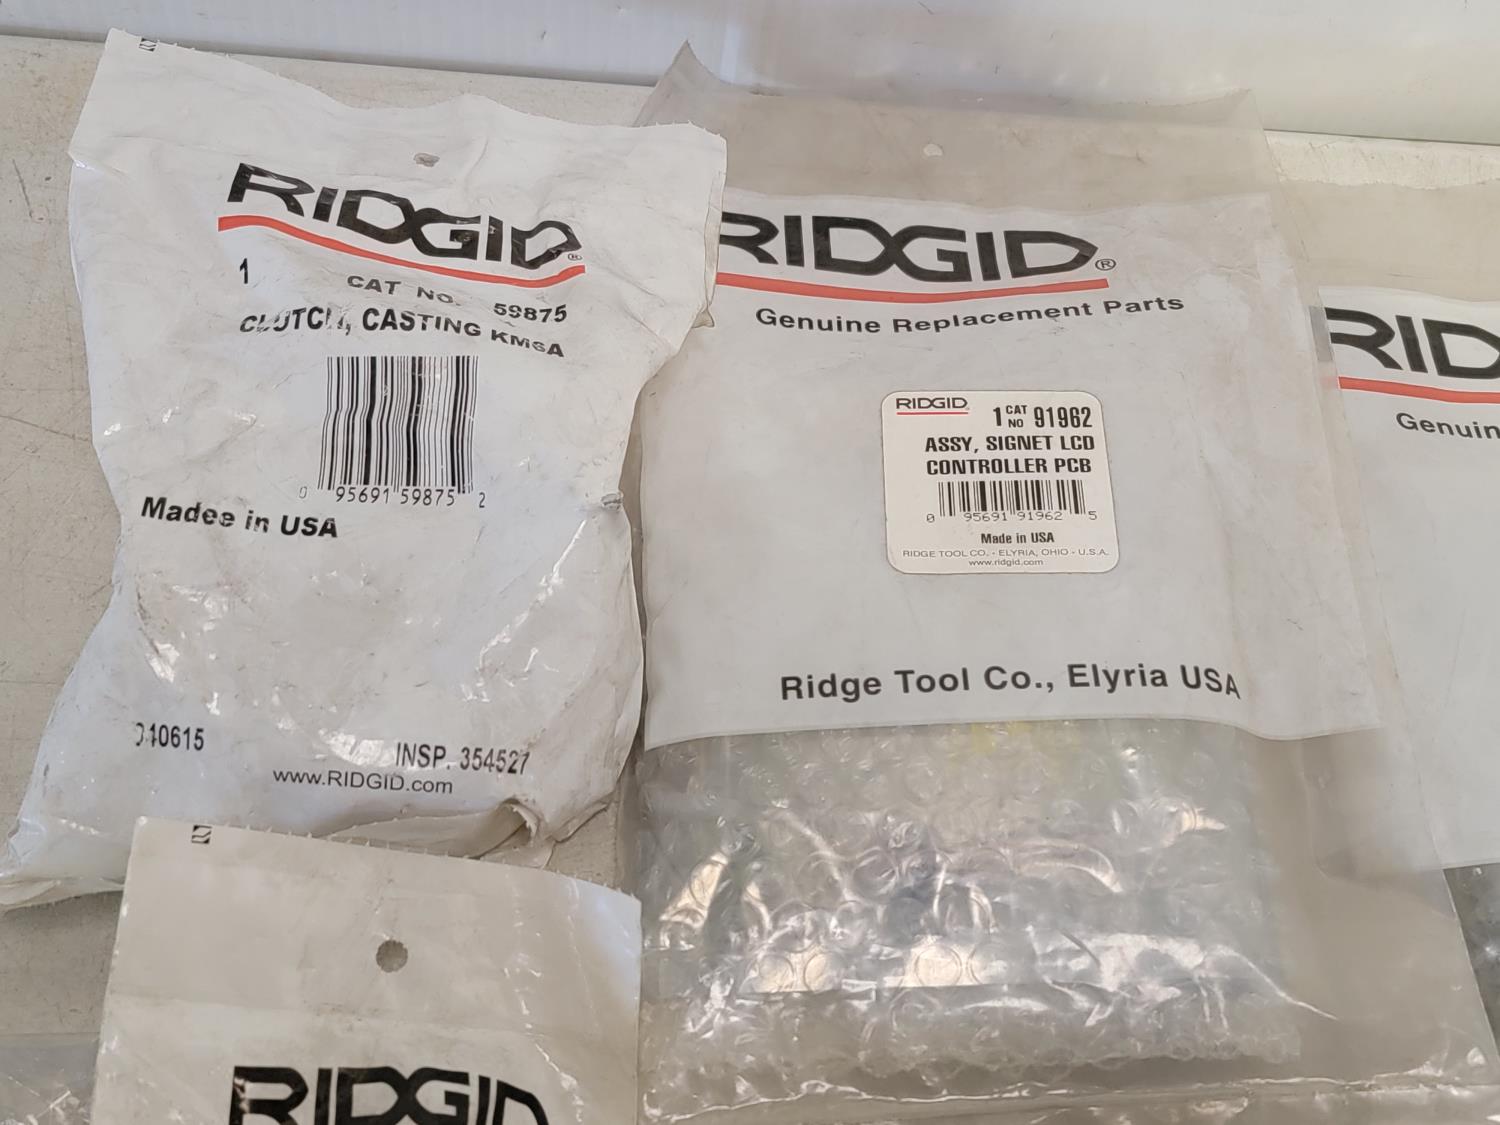 RIDGID®
1 CAT NO. 59875
CLUTCH, CASTING KM6A
0 95691 59875 2
Madee in USA
040615
INSP. 354527
www.RIDGID.com
RIDGID®
Genuine Replacement Parts
RIDGID
1 CAT NO 91962
ASSY, SIGNET LCD
CONTROLLER PCB
0 95691 91962 5
Made in USA
RIDGE TOOL CO. - ELYRIA, OHIO - U.S.A.
www.ridgid.com
Ridge Tool Co., Elyria USA
RID
Genuin
RIDGID